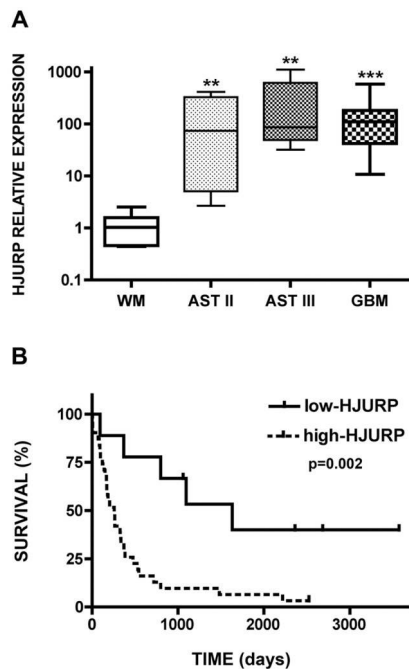 A
HJURP RELATIVE EXPRESSION
1000
100
10
1
0.1
**
**
***
WM
AST II
AST III
GBM
B
SURVIVAL (%)
100
75
50
25
0
low-HJURP
high-HJURP
p=0.002
0
1000
2000
3000
TIME (days)